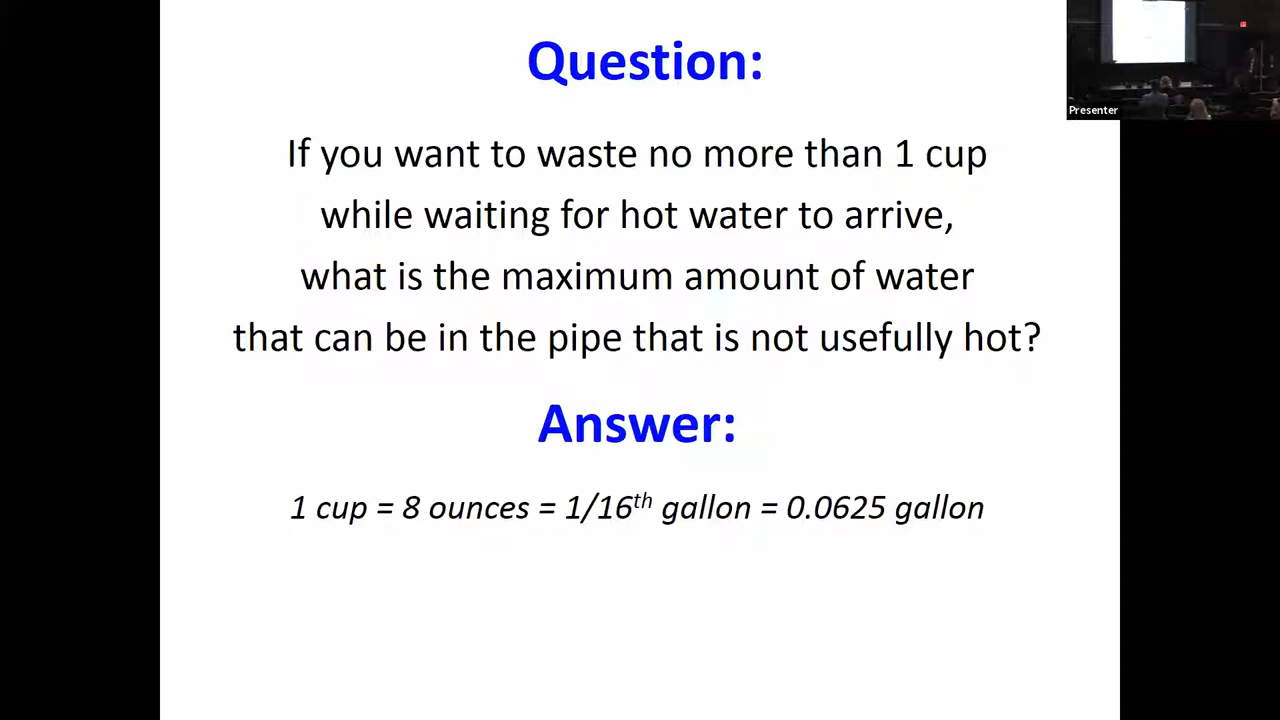 Question:
If you want to waste no more than 1 cup
while waiting for hot water to arrive,
what is the maximum amount of water
that can be in the pipe that is not usefully hot?
Answer:
1 cup = 8 ounces = 1/16th gallon = 0.0625 gallon
Presenter